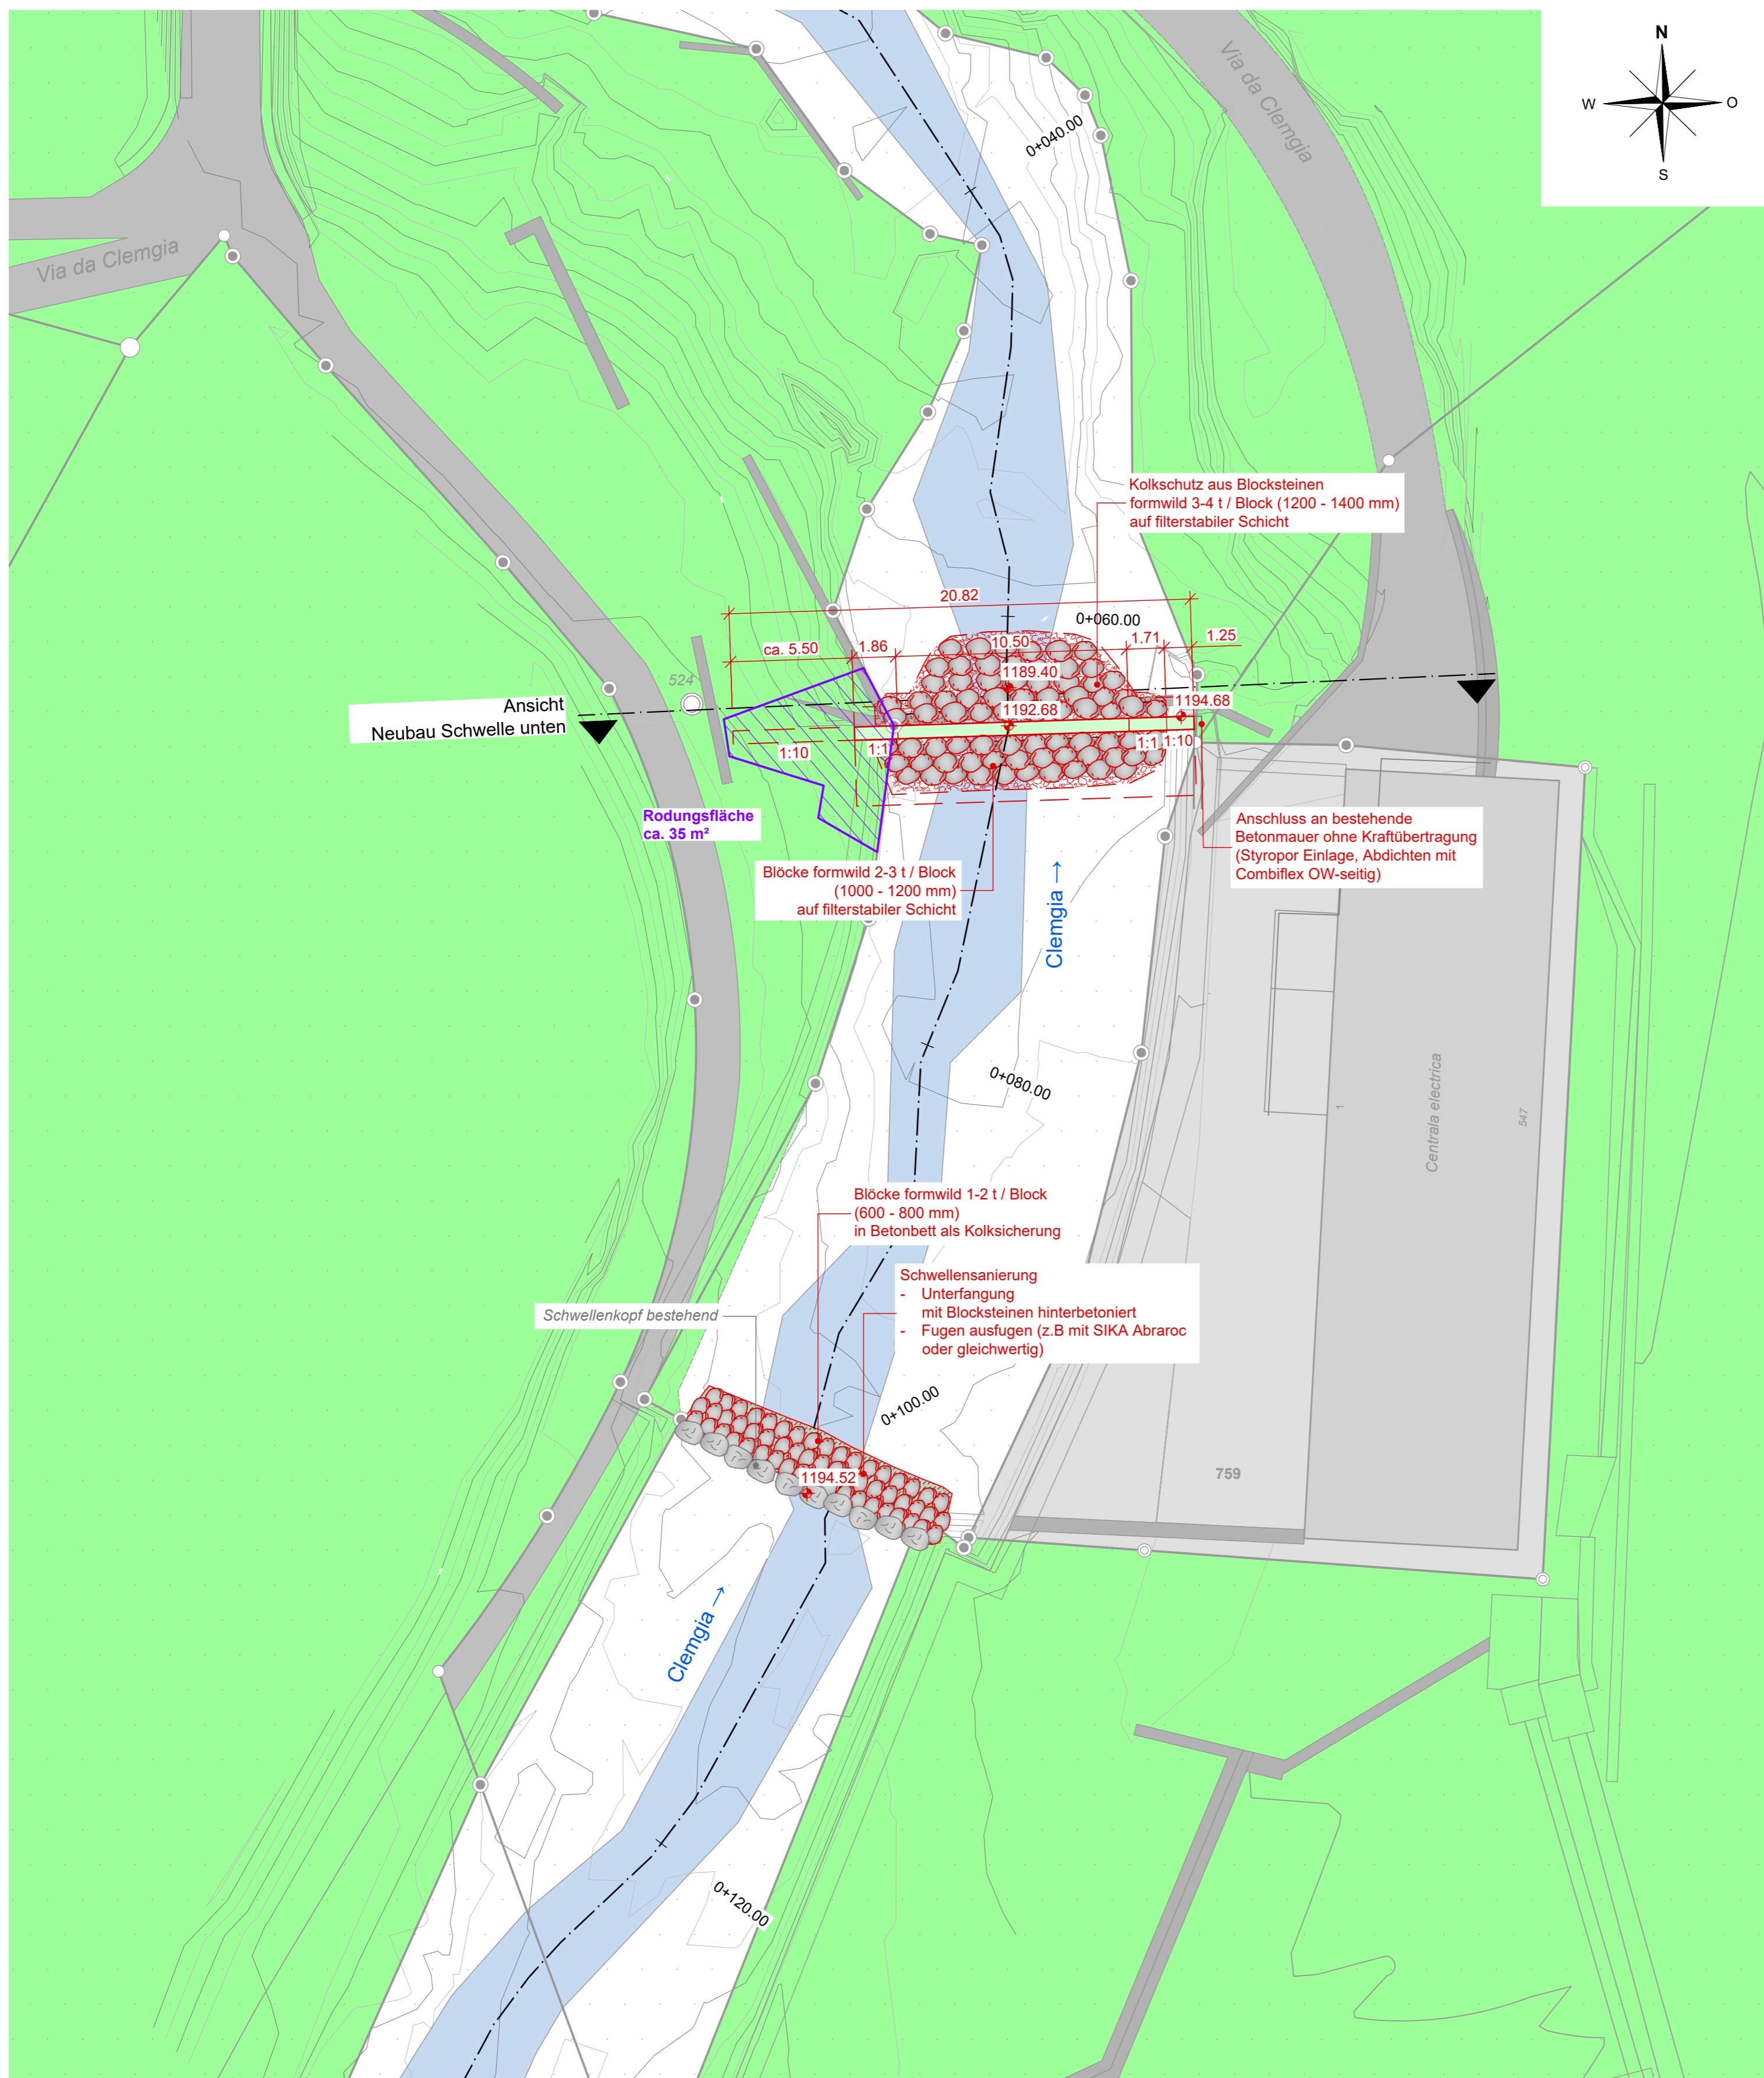 N
W
O
S
Via da Clemgia
0+040.00
Via da Clemgia
Kolkschutz aus Blocksteinen
formwild 3-4 t / Block (1200 - 1400 mm)
auf filterstabiler Schicht
20.82
0+060.00
ca. 5.50
1.86
10.50
1.71
1.25
524
1189.40
1192.68
1194.68
Ansicht
Neubau Schwelle unten
1:10
1:1
1:1
1:10
Rodungsfläche
ca. 35 m²
Anschluss an bestehende
Betonmauer ohne Kraftübertragung
(Styropor Einlage, Abdichten mit
Combiflex OW-seitig)
Blöcke formwild 2-3 t / Block
(1000 - 1200 mm)
auf filterstabiler Schicht
Clemgia →
0+080.00
Centrala electrica
1
547
Blöcke formwild 1-2 t / Block
(600 - 800 mm)
in Betonbett als Kolksicherung
Schwellensanierung
- Unterfangung
mit Blocksteinen hinterbetoniert
- Fugen ausfugen (z.B mit SIKA Abraroc
oder gleichwertig)
Schwellenkopf bestehend
0+100.00
1194.52
759
Clemgia →
0+120.00